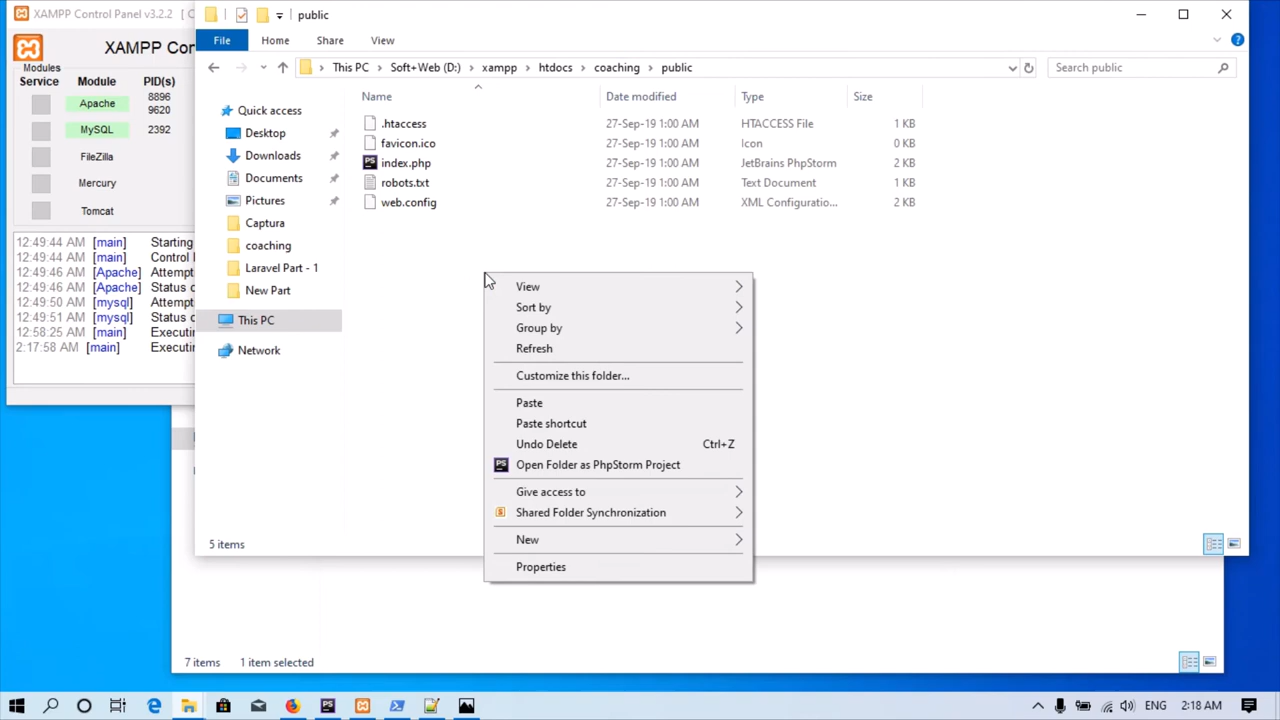 XAMPP Control Panel v3.2.2 [ C
public
XAMPP Con
File Home Share View
Modules
Service Module PID(s)
This PC Soft+Web (D:) xampp htdocs coaching public
Search public
Apache 8896
9620
MySQL 2392
FileZilla
Mercury
Tomcat
12:49:44 AM [main] Starting
12:49:44 AM [main] Control
12:49:46 AM [Apache] Attempt
12:49:46 AM [Apache] Status c
12:49:50 AM [mysql] Attempt
12:49:51 AM [mysql] Status c
12:58:25 AM [main] Executin
2:17:58 AM [main] Executin
Quick access
Desktop
Downloads
Documents
Pictures
Captura
coaching
Laravel Part - 1
New Part
This PC
Network
Name Date modified Type Size
.htaccess 27-Sep-19 1:00 AM HTACCESS File 1 KB
favicon.ico 27-Sep-19 1:00 AM Icon 0 KB
PS index.php 27-Sep-19 1:00 AM JetBrains PhpStorm 2 KB
robots.txt 27-Sep-19 1:00 AM Text Document 1 KB
web.config 27-Sep-19 1:00 AM XML Configuratio... 2 KB
View
Sort by
Group by
Refresh
Customize this folder...
Paste
Paste shortcut
Undo Delete Ctrl+Z
PS Open Folder as PhpStorm Project
Give access to
Shared Folder Synchronization
New
Properties
5 items
7 items 1 item selected
PS ENG 2:18 AM